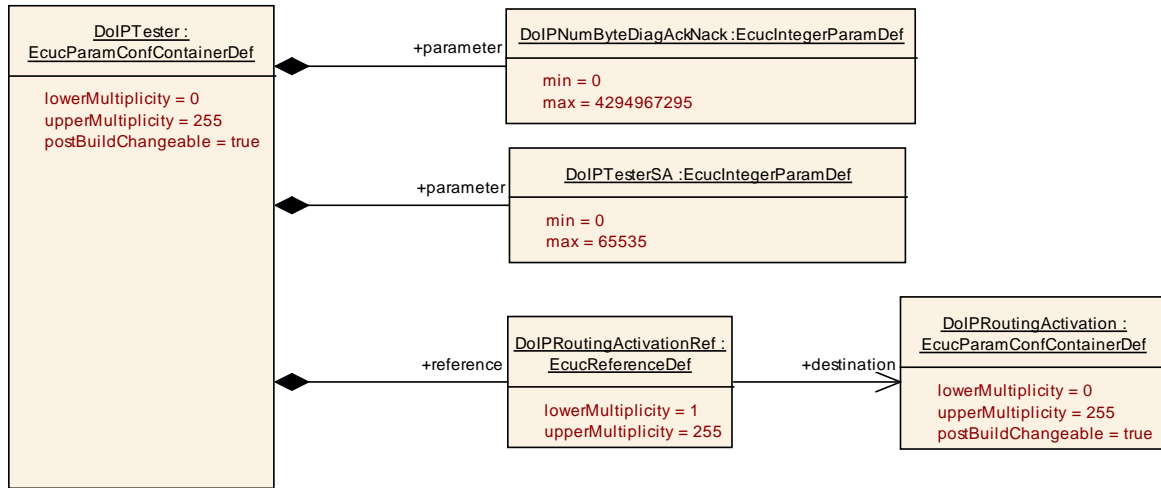 DoIPTester :
EcucParamConfContainerDef
lowerMultiplicity = 0
upperMultiplicity = 255
postBuildChangeable = true
+parameter
DoIPNumByteDiagAckNack :EcucIntegerParamDef
min = 0
max = 4294967295
+parameter
DoIPTesterSA :EcucIntegerParamDef
min = 0
max = 65535
+reference
DoIPRoutingActivationRef :
EcucReferenceDef
lowerMultiplicity = 1
upperMultiplicity = 255
+destination
DoIPRoutingActivation :
EcucParamConfContainerDef
lowerMultiplicity = 0
upperMultiplicity = 255
postBuildChangeable = true